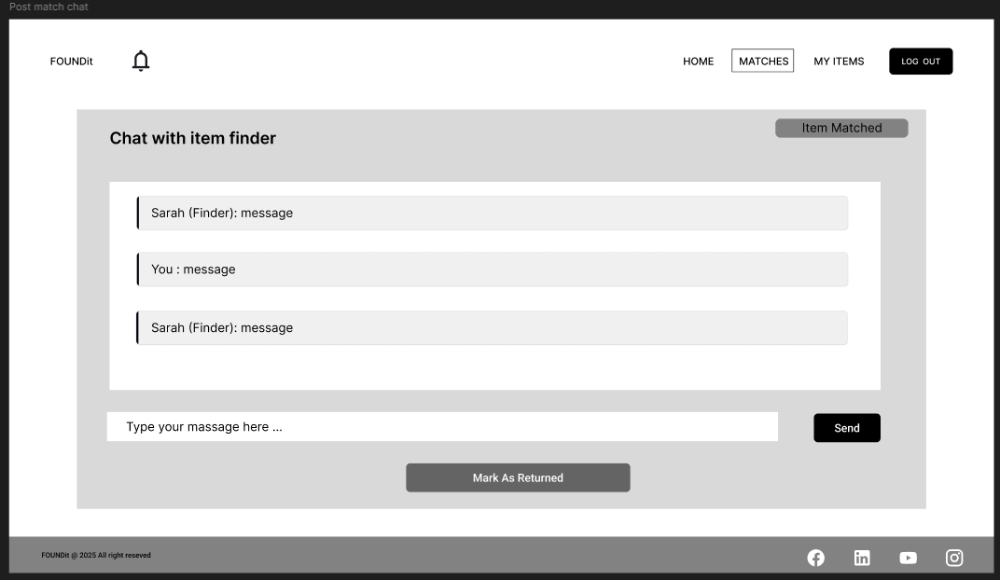 Post match chat
FOUNDit
HOME
MATCHES
MY ITEMS
LOG OUT
Chat with item finder
Item Matched
Sarah (Finder): message
You : message
Sarah (Finder): message
Type your massage here ...
Send
Mark As Returned
FOUNDit @ 2025 All right reseved
in